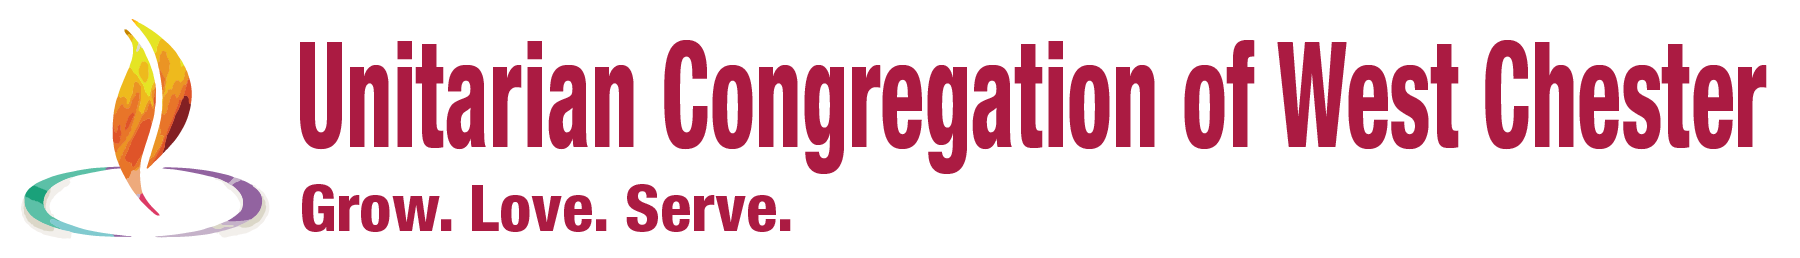 Unitarian Congregation of West Chester
Grow. Love. Serve.